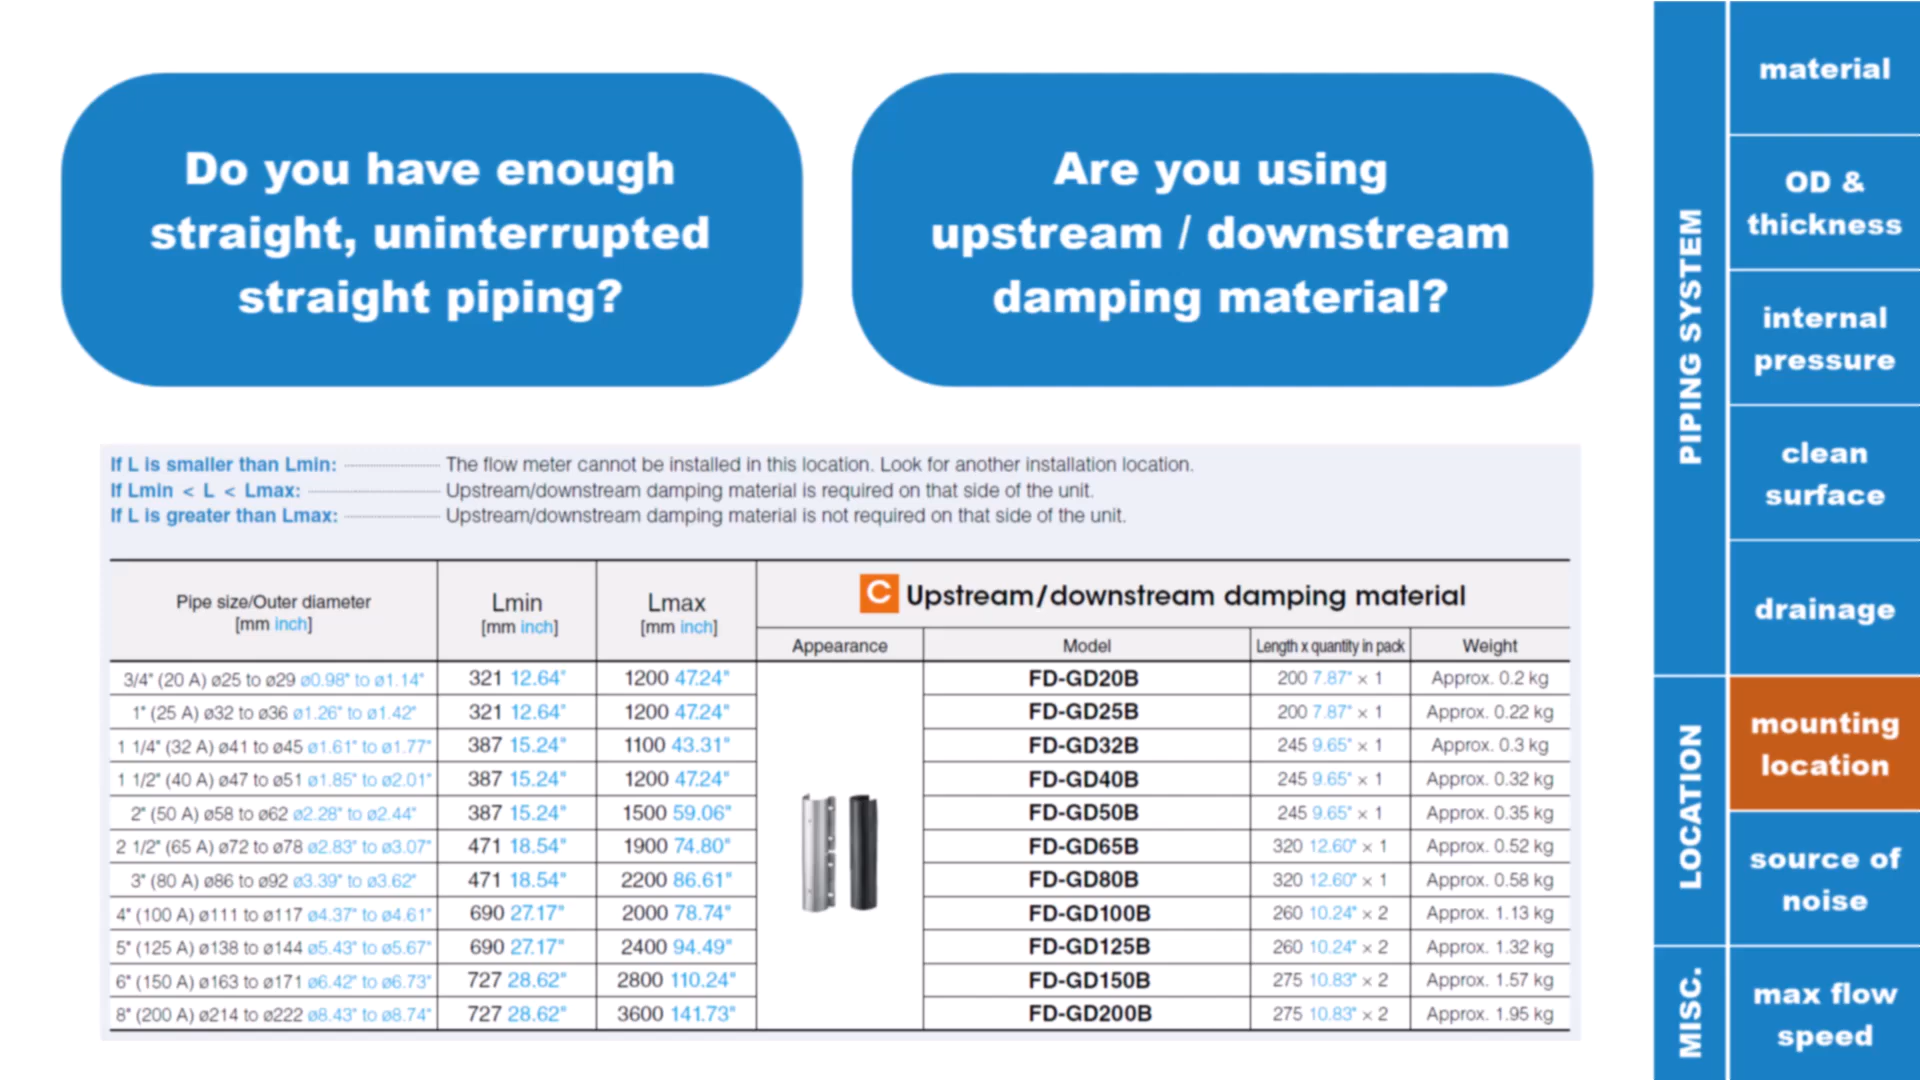 Do you have enough
straight, uninterrupted
straight piping?
Are you using
upstream / downstream
damping material?
If L is smaller than Lmin: The flow meter cannot be installed in this location. Look for another installation location.
If Lmin < L < Lmax: Upstream/downstream damping material is required on that side of the unit.
If L is greater than Lmax: Upstream/downstream damping material is not required on that side of the unit.
Pipe size/Outer diameter
[mm inch]
Lmin
[mm inch]
Lmax
[mm inch]
C Upstream/downstream damping material
Appearance Model Length x quantity in pack Weight
3/4" (20 A) ø25 to ø29 ø0.98" to ø1.14" 321 12.64" 1200 47.24" FD-GD20B 200 7.87" × 1 Approx. 0.2 kg
1" (25 A) ø32 to ø36 ø1.26" to ø1.42" 321 12.64" 1200 47.24" FD-GD25B 200 7.87" × 1 Approx. 0.22 kg
1 1/4" (32 A) ø41 to ø45 ø1.61" to ø1.77" 387 15.24" 1100 43.31" FD-GD32B 245 9.65" × 1 Approx. 0.3 kg
1 1/2" (40 A) ø47 to ø51 ø1.85" to ø2.01" 387 15.24" 1200 47.24" FD-GD40B 245 9.65" × 1 Approx. 0.32 kg
2" (50 A) ø58 to ø62 ø2.28" to ø2.44" 387 15.24" 1500 59.06" FD-GD50B 245 9.65" × 1 Approx. 0.35 kg
2 1/2" (65 A) ø72 to ø78 ø2.83" to ø3.07" 471 18.54" 1900 74.80" FD-GD65B 320 12.60" × 1 Approx. 0.52 kg
3" (80 A) ø86 to ø92 ø3.39" to ø3.62" 471 18.54" 2200 86.61" FD-GD80B 320 12.60" × 1 Approx. 0.58 kg
4" (100 A) ø111 to ø117 ø4.37" to ø4.61" 690 27.17" 2000 78.74" FD-GD100B 260 10.24" × 2 Approx. 1.13 kg
5" (125 A) ø138 to ø144 ø5.43" to ø5.67" 690 27.17" 2400 94.49" FD-GD125B 260 10.24" × 2 Approx. 1.32 kg
6" (150 A) ø163 to ø171 ø6.42" to ø6.73" 727 28.62" 2800 110.24" FD-GD150B 275 10.83" × 2 Approx. 1.57 kg
8" (200 A) ø214 to ø222 ø8.43" to ø8.74" 727 28.62" 3600 141.73" FD-GD200B 275 10.83" × 2 Approx. 1.95 kg
PIPING SYSTEM
material
OD &
thickness
internal
pressure
clean
surface
drainage
LOCATION
mounting
location
source of
noise
MISC.
max flow
speed